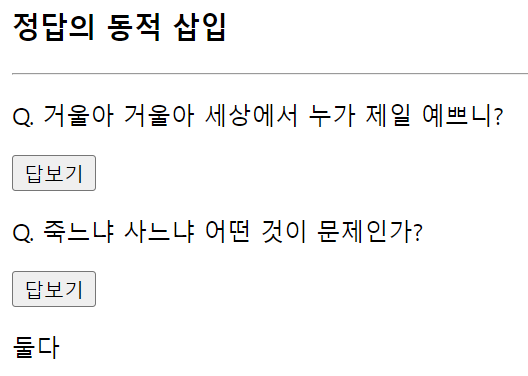 정답의 동적 삽입
Q. 거울아 거울아 세상에서 누가 제일 예쁘니?
답보기
Q. 죽느냐 사느냐 어떤 것이 문제인가?
답보기
둘다